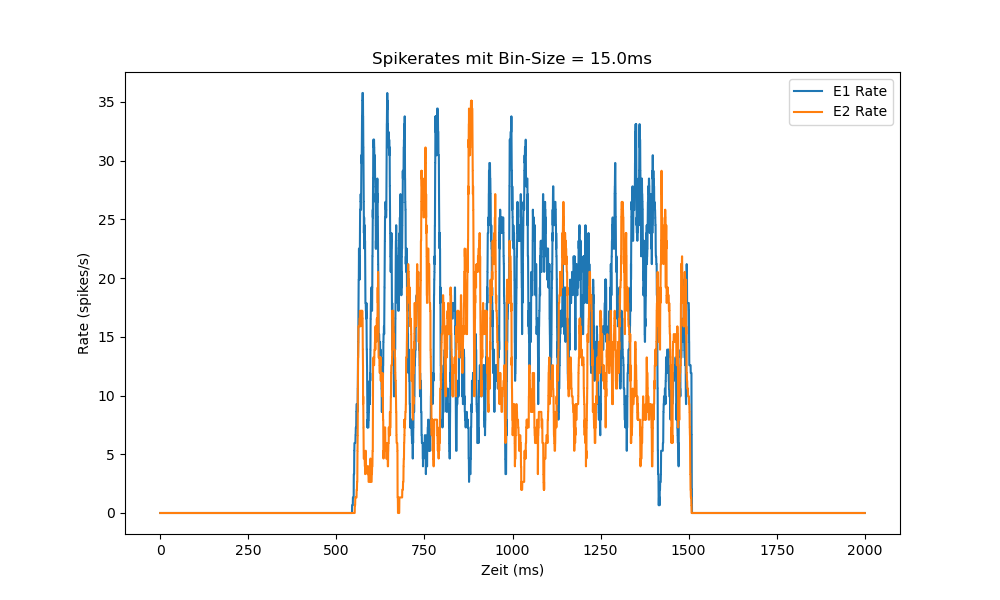 Spikerates mit Bin-Size = 15.0ms
E1 Rate
E2 Rate
35
30
25
20
15
10
5
0
Rate (spikes/s)
0 250 500 750 1000 1250 1500 1750 2000
Zeit (ms)